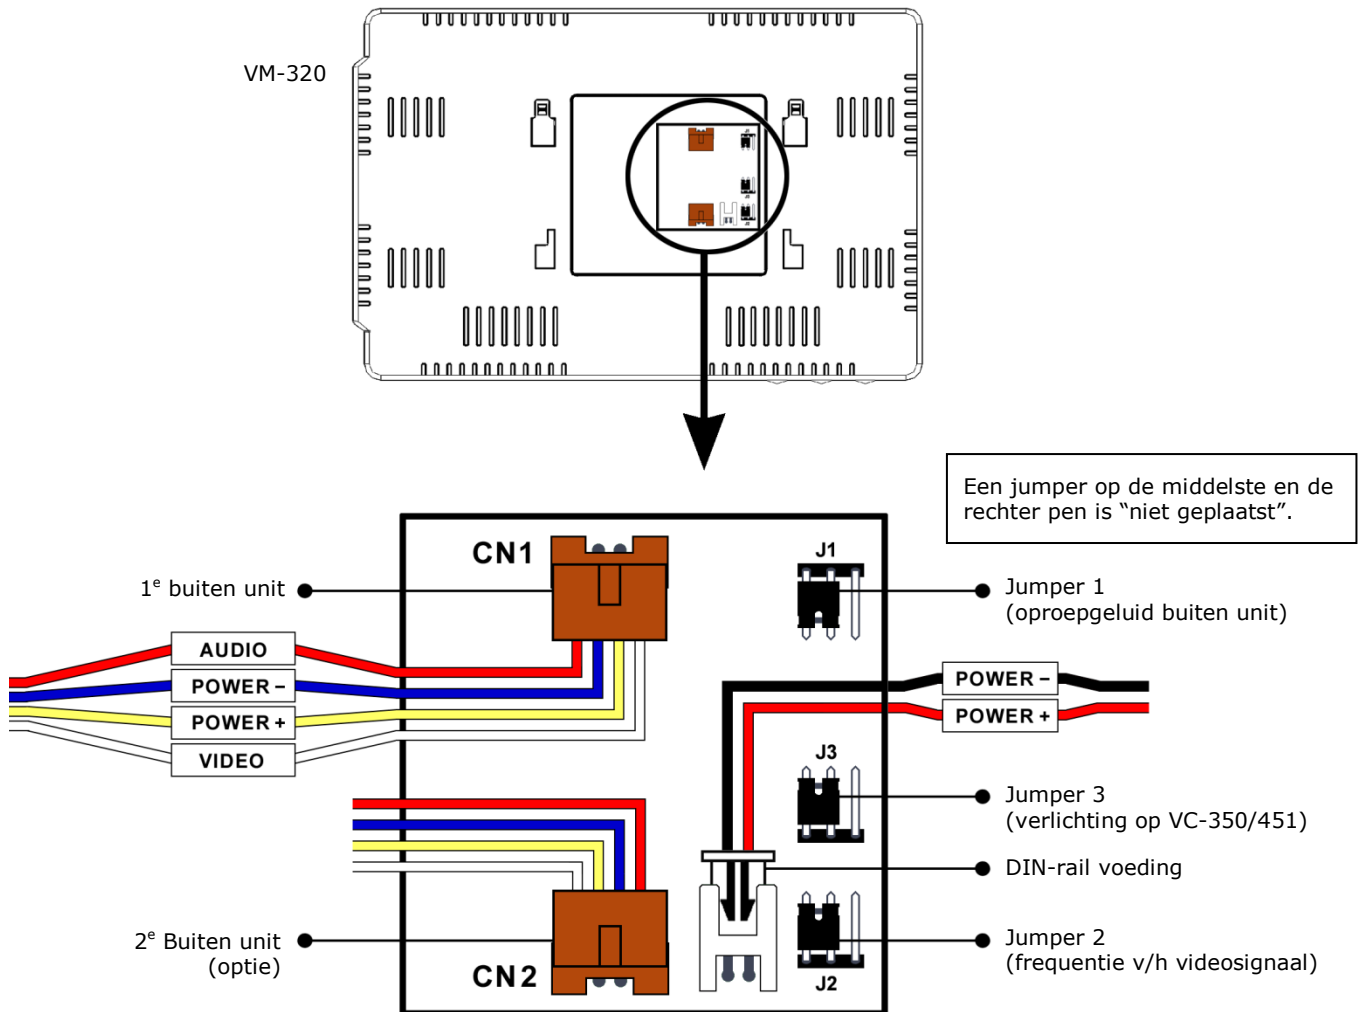 VM-320
Een jumper op de middelste en de
rechter pen is “niet geplaatst”.
CN1
J1
1e buiten unit
Jumper 1
(oproepgeluid buiten unit)
AUDIO
POWER –
POWER +
VIDEO
POWER –
POWER +
J3
Jumper 3
(verlichting op VC-350/451)
DIN-rail voeding
2e Buiten unit
(optie)
CN2
J2
Jumper 2
(frequentie v/h videosignaal)